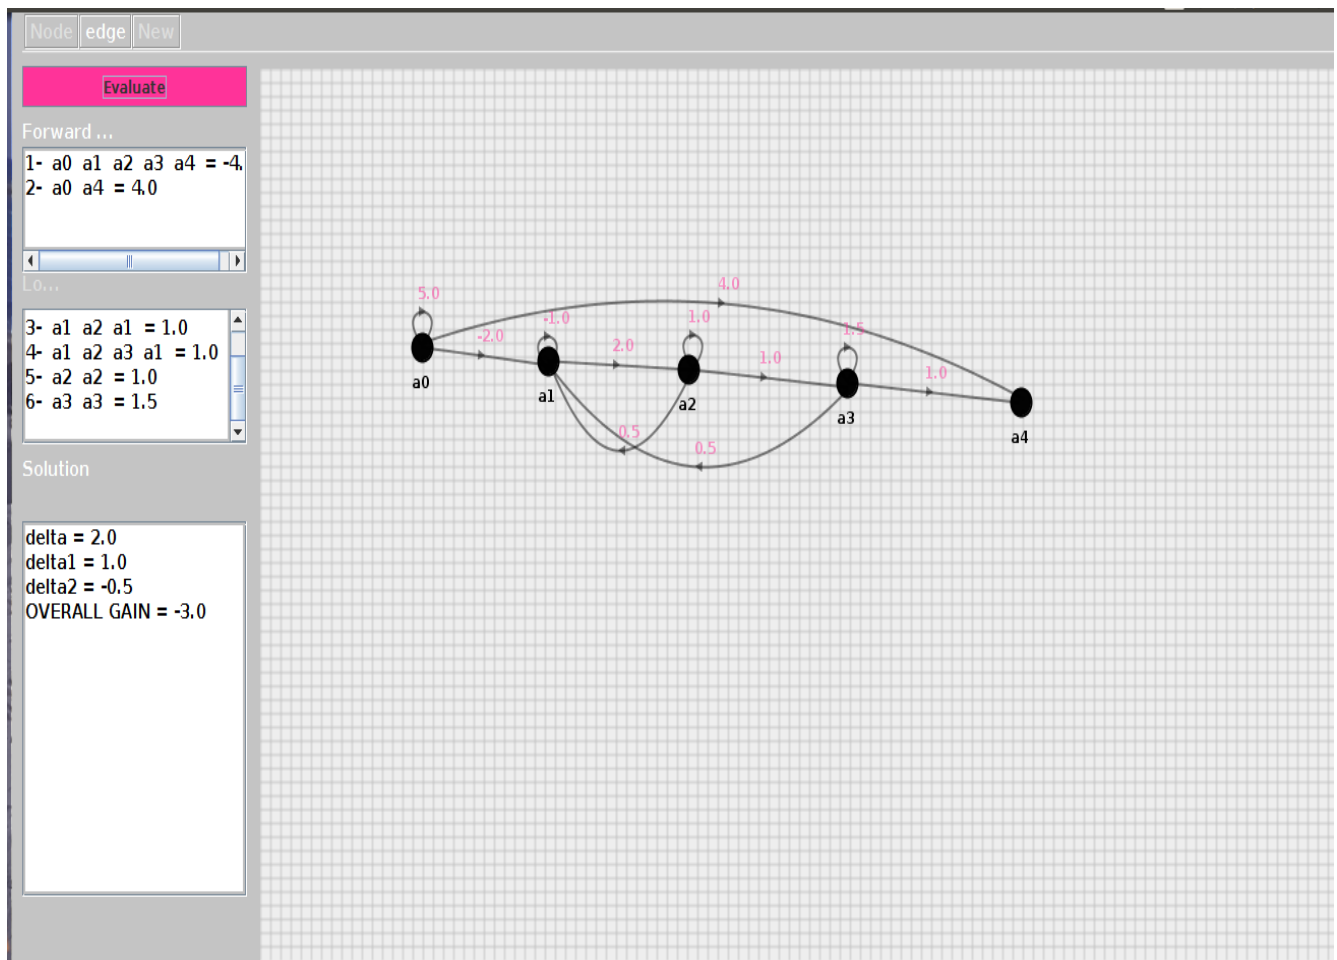 Node edge New
Evaluate
Forward ...
1- a0 a1 a2 a3 a4 = -4.
2- a0 a4 = 4.0
Lo...
3- a1 a2 a1 = 1.0
4- a1 a2 a3 a1 = 1.0
5- a2 a2 = 1.0
6- a3 a3 = 1.5
Solution
delta = 2.0
delta1 = 1.0
delta2 = -0.5
OVERALL GAIN = -3.0
4.0
5.0
-1.0
1.0
1.5
-2.0
2.0
1.0
1.0
a0
a1
a2
a3
a4
0.5
0.5